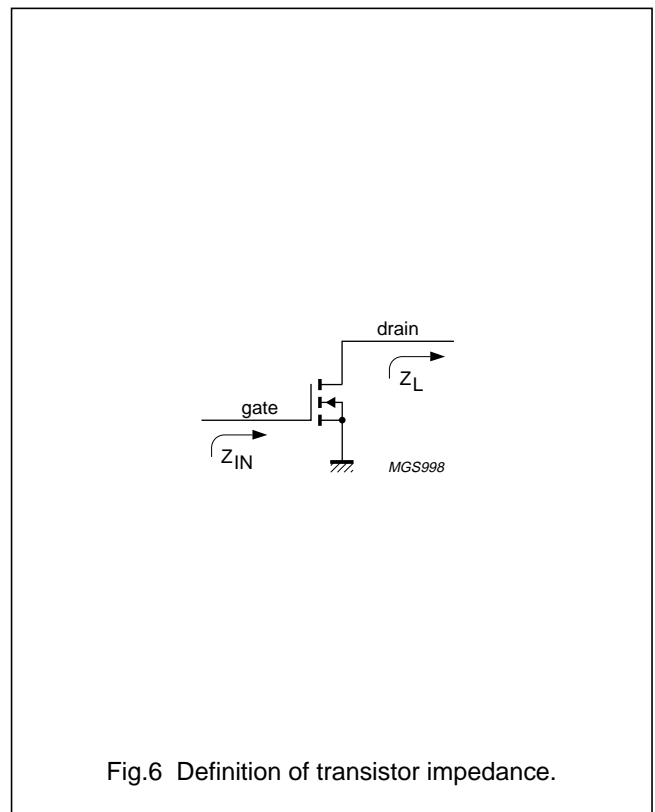 drain
Z_L
gate
Z_IN
MGS998
Fig.6 Definition of transistor impedance.